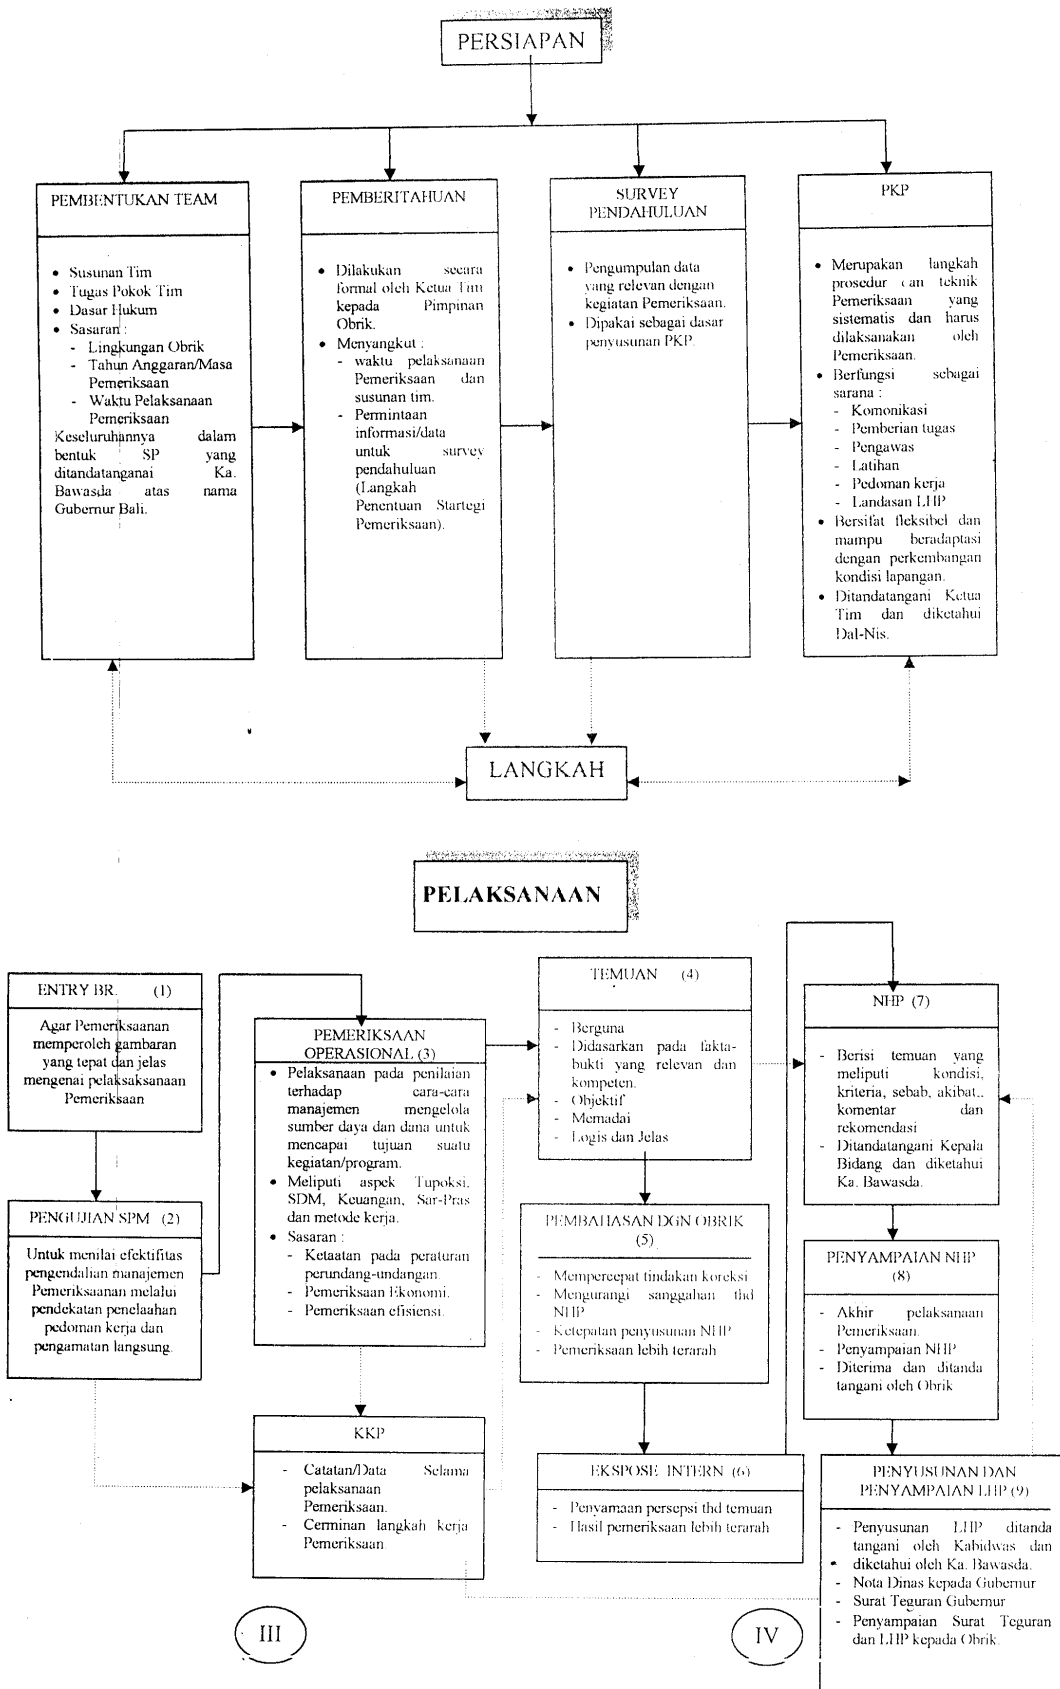 PERSIAPAN
PEMBENTUKAN TEAM
• Susunan Tim
• Tugas Pokok Tim
• Dasar Hukum
• Sasaran :
- Lingkungan Obrik
- Tahun Anggaran/Masa
Pemeriksaan
- Waktu Pelaksanaan
Pemeriksaan
Keseluruhannya dalam
bentuk SP yang
ditandatanganai Ka.
Bawasda atas nama
Gubernur Bali.
PEMBERITAHUAN
• Dilakukan secara
formal oleh Ketua Tim
kepada Pimpinan
Obrik.
• Menyangkut :
- waktu pelaksanaan
Pemeriksaan dan
susunan tim.
- Permintaan
informasi/data
untuk survey
pendahuluan
(Langkah
Penentuan Startegi
Pemeriksaan).
SURVEY
PENDAHULUAN
• Pengumpulan data
yang relevan dengan
kegiatan Pemeriksaan.
• Dipakai sebagai dasar
penyusunan PKP.
PKP
• Merupakan langkah
prosedur dan teknik
Pemeriksaan yang
sistematis dan harus
dilaksanakan oleh
Pemeriksaan.
• Berfungsi sebagai
sarana :
- Komonikasi
- Pemberian tugas
- Pengawas
- Latihan
- Pedoman kerja
- Landasan LHP
• Bersifat fleksibel dan
mampu beradaptasi
dengan perkembangan
kondisi lapangan.
• Ditandatangani Ketua
Tim dan diketahui
Dal-Nis.
LANGKAH
PELAKSANAAN
ENTRY BR. (1)
Agar Pemeriksaanan
memperoleh gambaran
yang tepat dan jelas
mengenai pelaksaksanaan
Pemeriksaan
PENGUJIAN SPM (2)
Untuk menilai efektifitas
pengendalian manajemen
Pemeriksaanan melalui
pendekatan penelaahan
pedoman kerja dan
pengamatan langsung.
PEMERIKSAAN
OPERASIONAL (3)
• Pelaksanaan pada penilaian
terhadap cara-cara
manajemen mengelola
sumber daya dan dana untuk
mencapai tujuan suatu
kegiatan/program.
• Meliputi aspek Tupoksi,
SDM, Keuangan, Sar-Pras
dan metode kerja.
• Sasaran :
- Ketaatan pada peraturan
perundang-undangan.
- Pemeriksaan Ekonomi.
- Pemeriksaan efisiensi.
KKP
- Catatan/Data Selama
pelaksanaan
Pemeriksaan.
- Cerminan langkah kerja
Pemeriksaan
TEMUAN (4)
- Berguna
- Didasarkan pada fakta-
bukti yang relevan dan
kompeten.
- Objektif
- Memadai
- Logis dan Jelas
PEMBAHASAN DGN OBRIK
(5)
- Mempercepat tindakan koreksi
- Mengurangi sanggahan thd
NHP
- Ketepatan penyusunan NHP
- Pemeriksaan lebih terarah
EKSPOSE INTERN (6)
- Penyamaan persepsi thd temuan
- Hasil pemeriksaan lebih terarah
NHP (7)
- Berisi temuan yang
meliputi kondisi,
kriteria, sebab, akibat,.
komentar dan
rekomendasi
- Ditandatangani Kepala
Bidang dan diketahui
Ka. Bawasda.
PENYAMPAIAN NHP
(8)
- Akhir pelaksanaan
Pemeriksaan.
- Penyampaian NHP
- Diterima dan ditanda
tangani oleh Obrik
PENYUSUNAN DAN
PENYAMPAIAN LHP (9)
- Penyusunan LHP ditanda
tangani oleh Kabidwas dan
diketahui oleh Ka. Bawasda.
- Nota Dinas kepada Gubernur
- Surat Teguran Gubernur
- Penyampaian Surat Teguran
dan LHP kepada Obrik.
III
IV